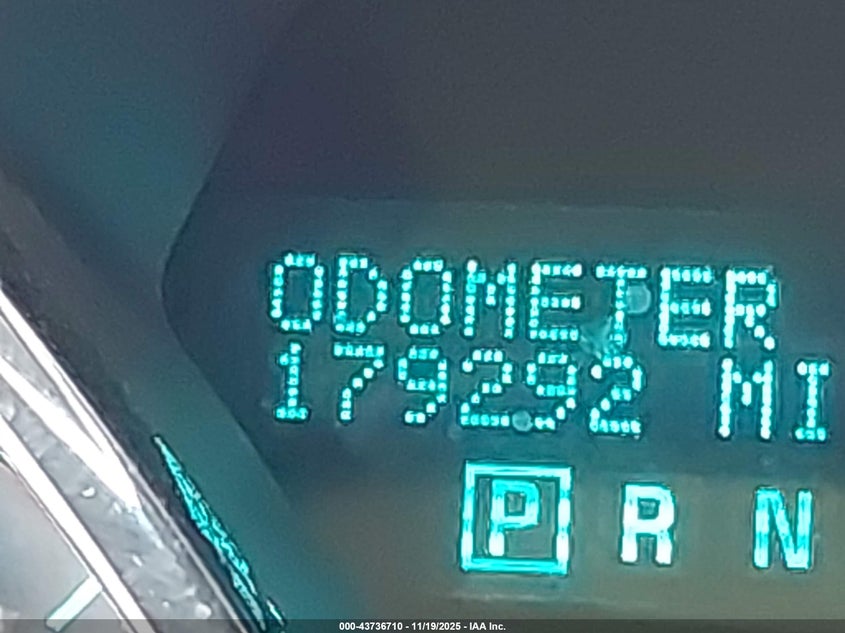 ODOMETER
179292 MI
P R N
000-43736710 - 11/19/2025 - IAA Inc.